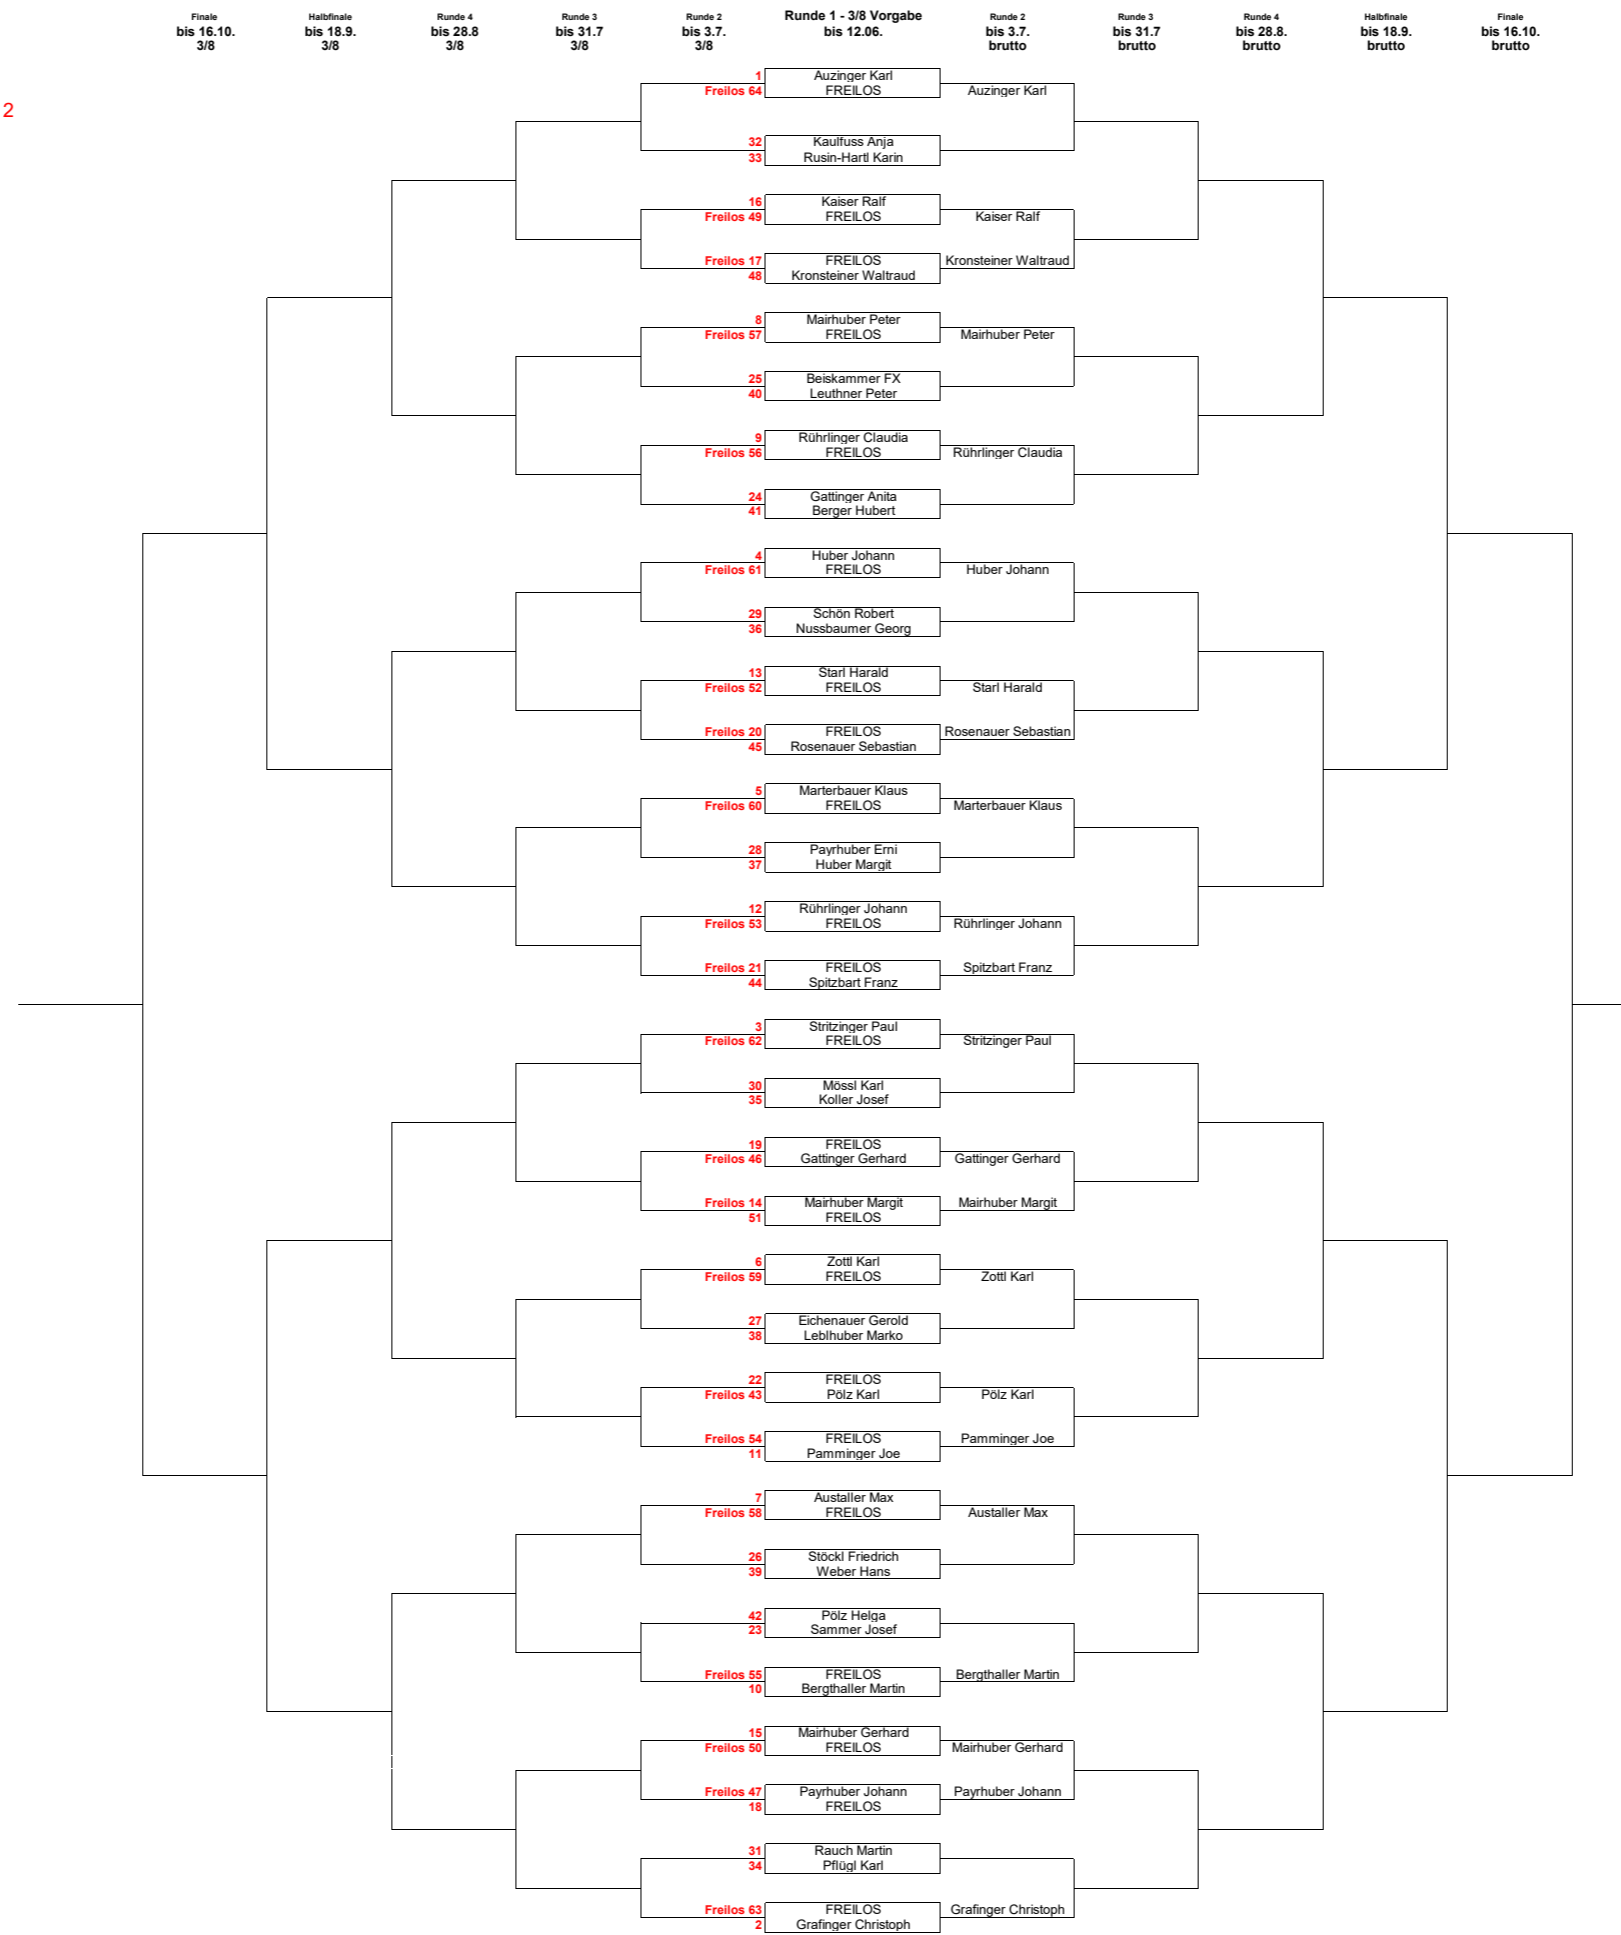 Finale Halbfinale Runde 4 Runde 3 Runde 2 Runde 1 - 3/8 Vorgabe Runde 2 Runde 3 Runde 4 Halbfinale Finale
bis 16.10. bis 18.9. bis 28.8 bis 31.7 bis 3.7. bis 12.06. bis 3.7. bis 31.7 bis 28.8. bis 18.9. bis 16.10.
3/8 3/8 3/8 3/8 3/8 brutto brutto brutto brutto brutto
1 Auzinger Karl
Freilos 64 FREILOS Auzinger Karl
2
32 Kaulfuss Anja
33 Rusin-Hartl Karin
16 Kaiser Ralf
Freilos 49 FREILOS Kaiser Ralf
Freilos 17 FREILOS Kronsteiner Waltraud
48 Kronsteiner Waltraud
8 Mairhuber Peter
Freilos 57 FREILOS Mairhuber Peter
25 Beiskammer FX
40 Leuthner Peter
9 Rührlinger Claudia
Freilos 56 FREILOS Rührlinger Claudia
24 Gattinger Anita
41 Berger Hubert
4 Huber Johann
Freilos 61 FREILOS Huber Johann
29 Schön Robert
36 Nussbaumer Georg
13 Starl Harald
Freilos 52 FREILOS Starl Harald
Freilos 20 FREILOS Rosenauer Sebastian
45 Rosenauer Sebastian
5 Marterbauer Klaus
Freilos 60 FREILOS Marterbauer Klaus
28 Payrhuber Erni
37 Huber Margit
12 Rührlinger Johann
Freilos 53 FREILOS Rührlinger Johann
Freilos 21 FREILOS Spitzbart Franz
44 Spitzbart Franz
3 Stritzinger Paul
Freilos 62 FREILOS Stritzinger Paul
30 Mössl Karl
35 Koller Josef
19 FREILOS
Freilos 46 Gattinger Gerhard Gattinger Gerhard
Freilos 14 Mairhuber Margit Mairhuber Margit
51 FREILOS
6 Zottl Karl
Freilos 59 FREILOS Zottl Karl
27 Eichenauer Gerold
38 Leblhuber Marko
22 FREILOS
Freilos 43 Pölz Karl Pölz Karl
Freilos 54 FREILOS Pamminger Joe
11 Pamminger Joe
7 Austaller Max
Freilos 58 FREILOS Austaller Max
26 Stöckl Friedrich
39 Weber Hans
42 Pölz Helga
23 Sammer Josef
Freilos 55 FREILOS Bergthaller Martin
10 Bergthaller Martin
15 Mairhuber Gerhard
Freilos 50 FREILOS Mairhuber Gerhard
Freilos 47 Payrhuber Johann Payrhuber Johann
18 FREILOS
31 Rauch Martin
34 Pflügl Karl
Freilos 63 FREILOS Grafinger Christoph
2 Grafinger Christoph